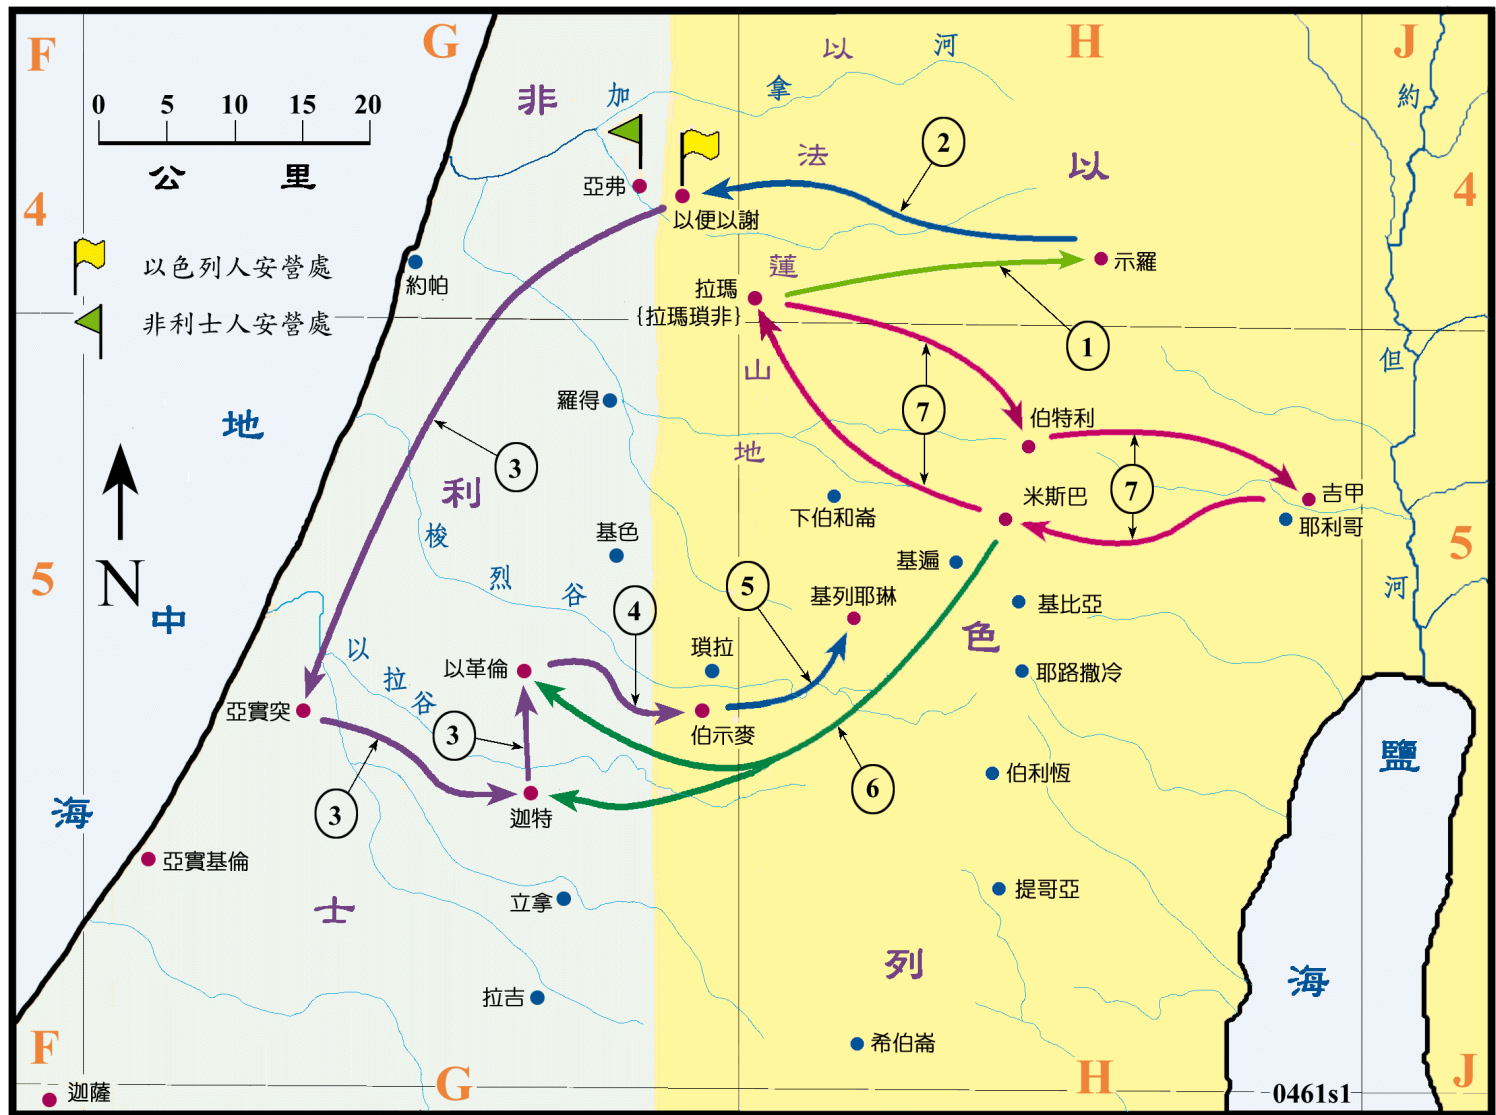 F
G
H
J
以
河
非
加
拿
約
0 5 10 15 20
公 里
2
法
以
4
4
亞弗
以便以謝
以色列人安營處
示羅
約帕
蓮
拉瑪
{拉瑪瑣非}
非利士人安營處
1
但
山
羅得
7
伯特利
地
地
3
利
7
米斯巴
吉甲
下伯和崙
耶利哥
梭
基色
5
5
N
基遍
烈
谷
5
基列耶琳
河
基比亞
中
4
色
以
瑣拉
以革倫
耶路撒冷
拉
谷
亞實突
伯示麥
3
鹽
伯利恆
6
3
迦特
海
亞實基倫
提哥亞
立拿
士
列
海
拉吉
希伯崙
F
G
H
J
迦薩
0461s1